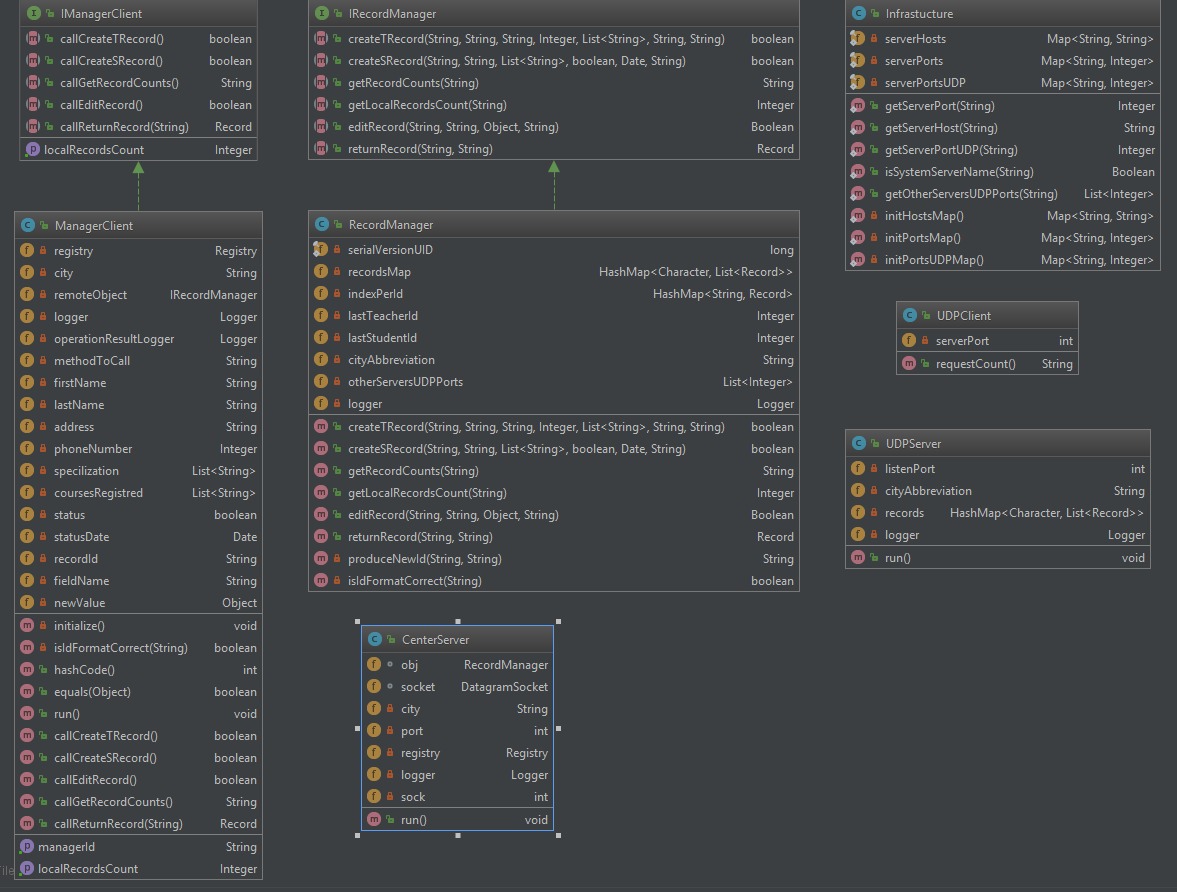 IManagerClient
callCreateTRecord() boolean
callCreateSRecord() boolean
callGetRecordCounts() String
callEditRecord() boolean
callReturnRecord(String) Record
localRecordsCount Integer
IRecordManager
createTRecord(String, String, String, Integer, List<String>, String, String) boolean
createSRecord(String, String, List<String>, boolean, Date, String) boolean
getRecordCounts(String) String
getLocalRecordsCount(String) Integer
editRecord(String, String, Object, String) Boolean
returnRecord(String, String) Record
Infrastucture
serverHosts Map<String, String>
serverPorts Map<String, Integer>
serverPortsUDP Map<String, Integer>
getServerPort(String) Integer
getServerHost(String) String
getServerPortUDP(String) Integer
isSystemServerName(String) Boolean
getOtherServersUDPPorts(String) List<Integer>
initHostsMap() Map<String, String>
initPortsMap() Map<String, Integer>
initPortsUDPMap() Map<String, Integer>
ManagerClient
registry Registry
city String
remoteObject IRecordManager
logger Logger
operationResultLogger Logger
methodToCall String
firstName String
lastName String
address String
phoneNumber Integer
specilization List<String>
coursesRegistred List<String>
status boolean
statusDate Date
recordId String
fieldName String
newValue Object
initialize() void
isIdFormatCorrect(String) boolean
hashCode() int
equals(Object) boolean
run() void
callCreateTRecord() boolean
callCreateSRecord() boolean
callEditRecord() boolean
callGetRecordCounts() String
callReturnRecord(String) Record
managerId String
localRecordsCount Integer
RecordManager
serialVersionUID long
recordsMap HashMap<Character, List<Record>>
indexPerId HashMap<String, Record>
lastTeacherId Integer
lastStudentId Integer
cityAbbreviation String
otherServersUDPPorts List<Integer>
logger Logger
createTRecord(String, String, String, Integer, List<String>, String, String) boolean
createSRecord(String, String, List<String>, boolean, Date, String) boolean
getRecordCounts(String) String
getLocalRecordsCount(String) Integer
editRecord(String, String, Object, String) Boolean
returnRecord(String, String) Record
produceNewId(String, String) String
isIdFormatCorrect(String) boolean
UDPClient
serverPort int
requestCount() String
UDPServer
listenPort int
cityAbbreviation String
records HashMap<Character, List<Record>>
logger Logger
run() void
CenterServer
obj RecordManager
socket DatagramSocket
city String
port int
registry Registry
logger Logger
sock int
run() void